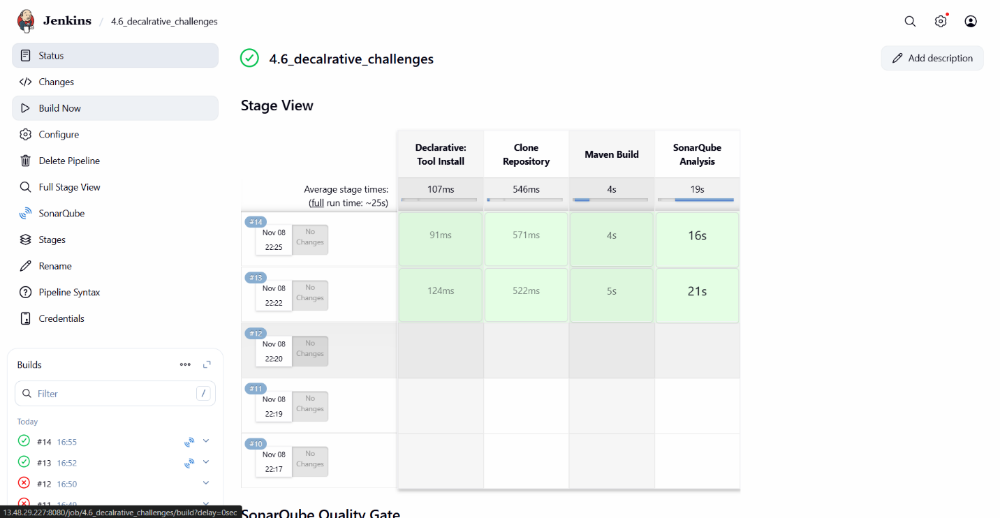 Jenkins / 4.6_decalrative_challenges
Status
Changes
Build Now
Configure
Delete Pipeline
Full Stage View
SonarQube
Stages
Rename
Pipeline Syntax
Credentials
Builds
Filter /
Today
#14 16:55
#13 16:52
#12 16:50
#11 16:49
13.48.29.227:8080/job/4.6_decalrative_challenges/build?delay=0sec
4.6_decalrative_challenges
Add description
Stage View
Declarative: Tool Install
Clone Repository
Maven Build
SonarQube Analysis
Average stage times:
(full run time: ~25s)
107ms 546ms 4s 19s
#14
Nov 08
22:25
No
Changes
91ms 571ms 4s 16s
#13
Nov 08
22:22
No
Changes
124ms 522ms 5s 21s
#12
Nov 08
22:20
No
Changes
#11
Nov 08
22:19
No
Changes
#10
Nov 08
22:17
No
Changes
SonarQube Quality Gate